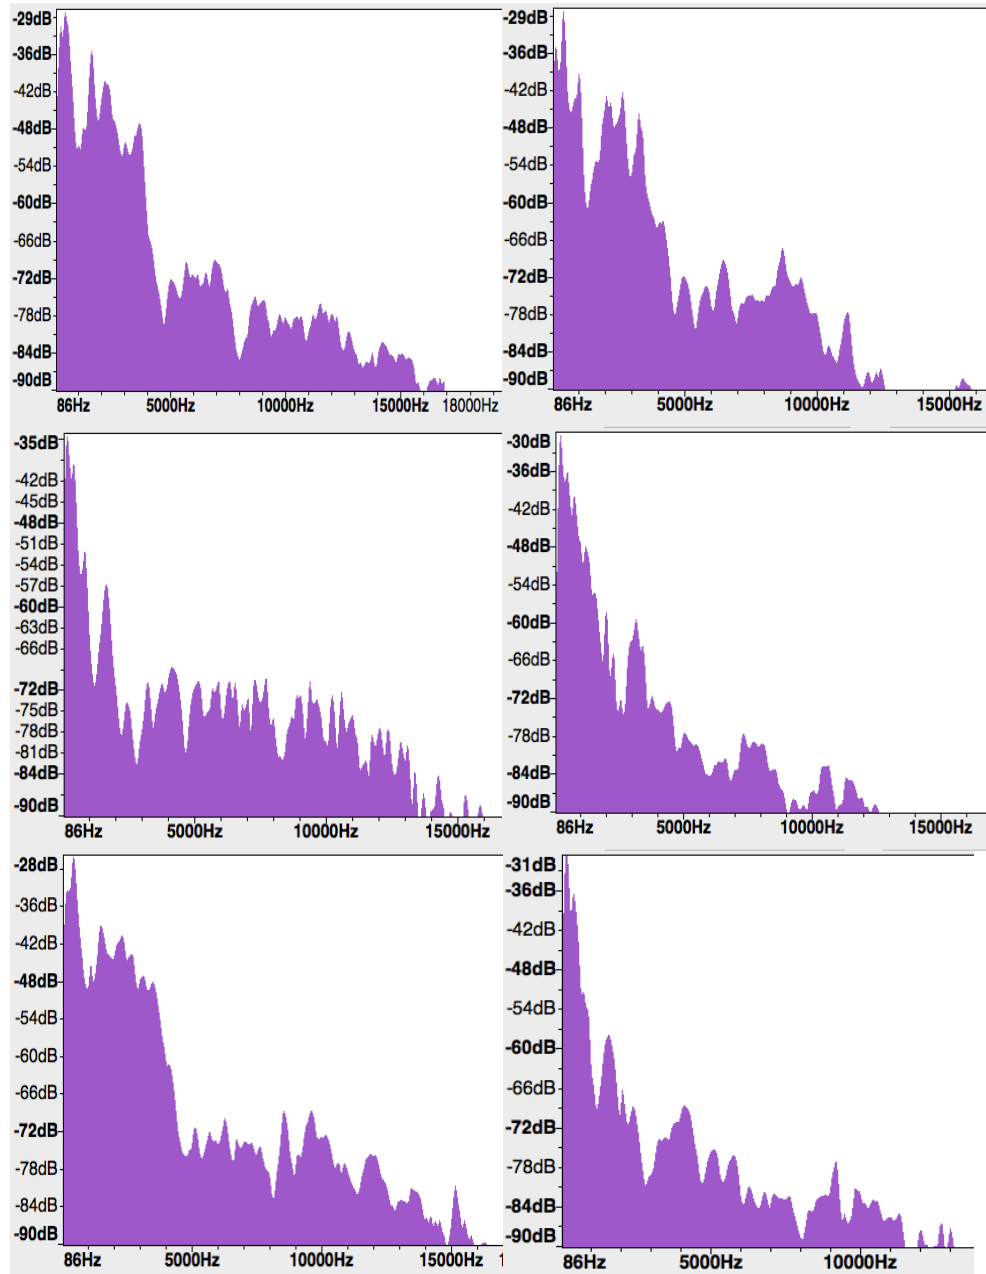 -29dB
-36dB
-42dB
-48dB
-54dB
-60dB
-66dB
-72dB
-78dB
-84dB
-90dB
86Hz 5000Hz 10000Hz 15000Hz 18000Hz
-29dB
-36dB
-42dB
-48dB
-54dB
-60dB
-66dB
-72dB
-78dB
-84dB
-90dB
86Hz 5000Hz 10000Hz 15000Hz
-35dB
-42dB
-45dB
-48dB
-51dB
-54dB
-57dB
-60dB
-63dB
-66dB
-72dB
-75dB
-78dB
-81dB
-84dB
-90dB
86Hz 5000Hz 10000Hz 15000Hz
-30dB
-36dB
-42dB
-48dB
-54dB
-60dB
-66dB
-72dB
-78dB
-84dB
-90dB
86Hz 5000Hz 10000Hz 15000Hz
-28dB
-36dB
-42dB
-48dB
-54dB
-60dB
-66dB
-72dB
-78dB
-84dB
-90dB
86Hz 5000Hz 10000Hz 15000Hz 1
-31dB
-36dB
-42dB
-48dB
-54dB
-60dB
-66dB
-72dB
-78dB
-84dB
-90dB
86Hz 5000Hz 10000Hz